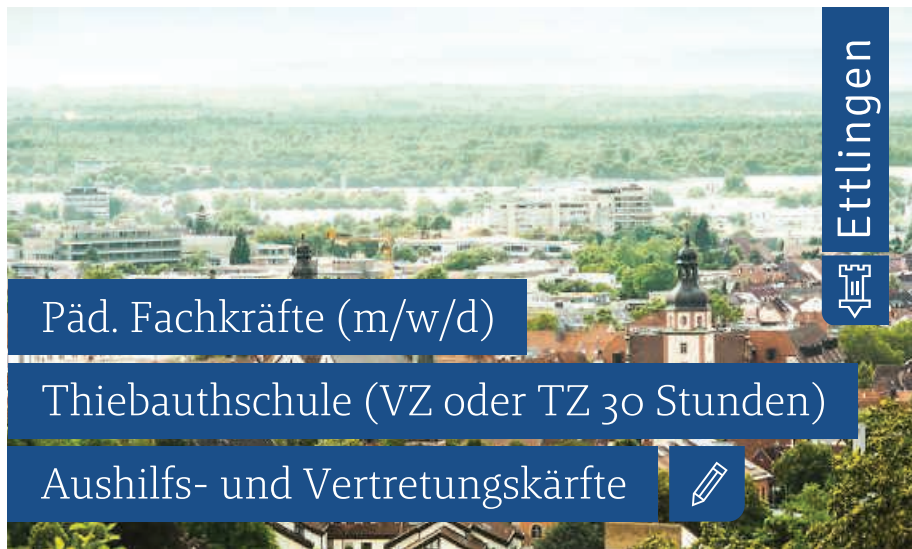 Ettlingen
Päd. Fachkräfte (m/w/d)
Thiebauthschule (VZ oder TZ 30 Stunden)
Aushilfs- und Vertretungskärfte